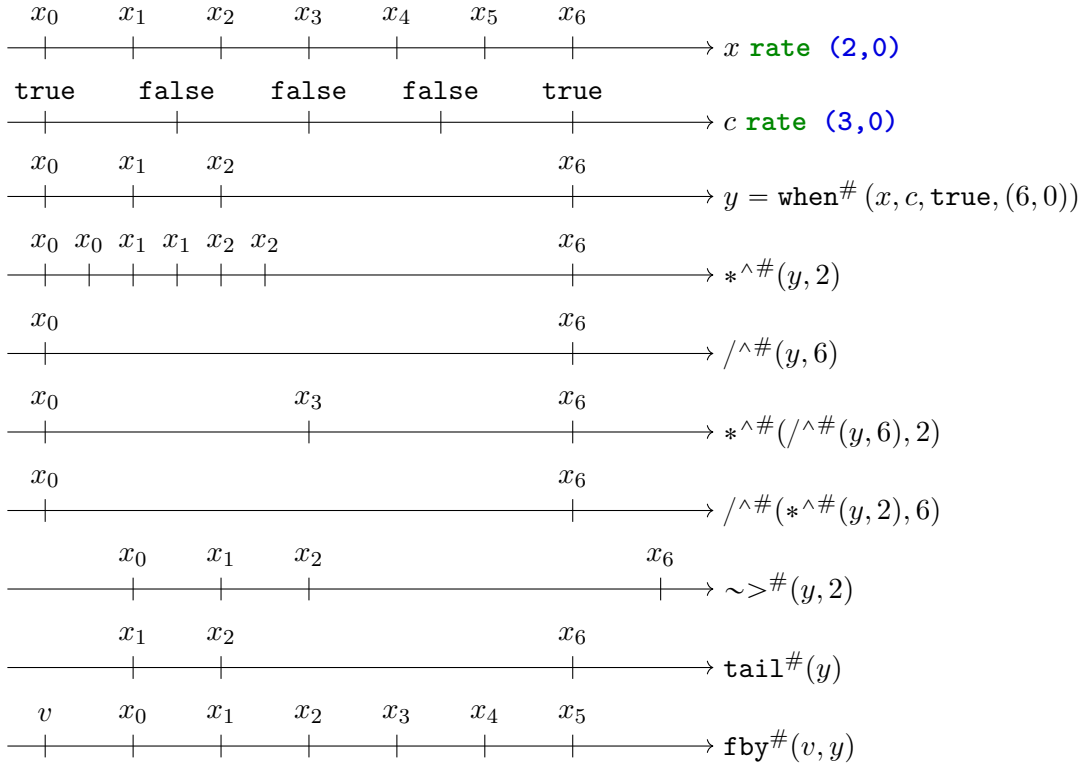 x₀ x₁ x₂ x₃ x₄ x₅ x₆
x rate (2,0)
true false false false true
c rate (3,0)
x₀ x₁ x₂ x₆
y = when# (x, c, true, (6, 0))
x₀ x₀ x₁ x₁ x₂ x₂ x₆
*^#(y, 2)
x₀ x₆
/^#(y, 6)
x₀ x₃ x₆
*^#(/^#(y, 6), 2)
x₀ x₆
/^#(*^#(y, 2), 6)
x₀ x₁ x₂ x₆
~>#(y, 2)
x₁ x₂ x₆
tail#(y)
v x₀ x₁ x₂ x₃ x₄ x₅
fby#(v, y)